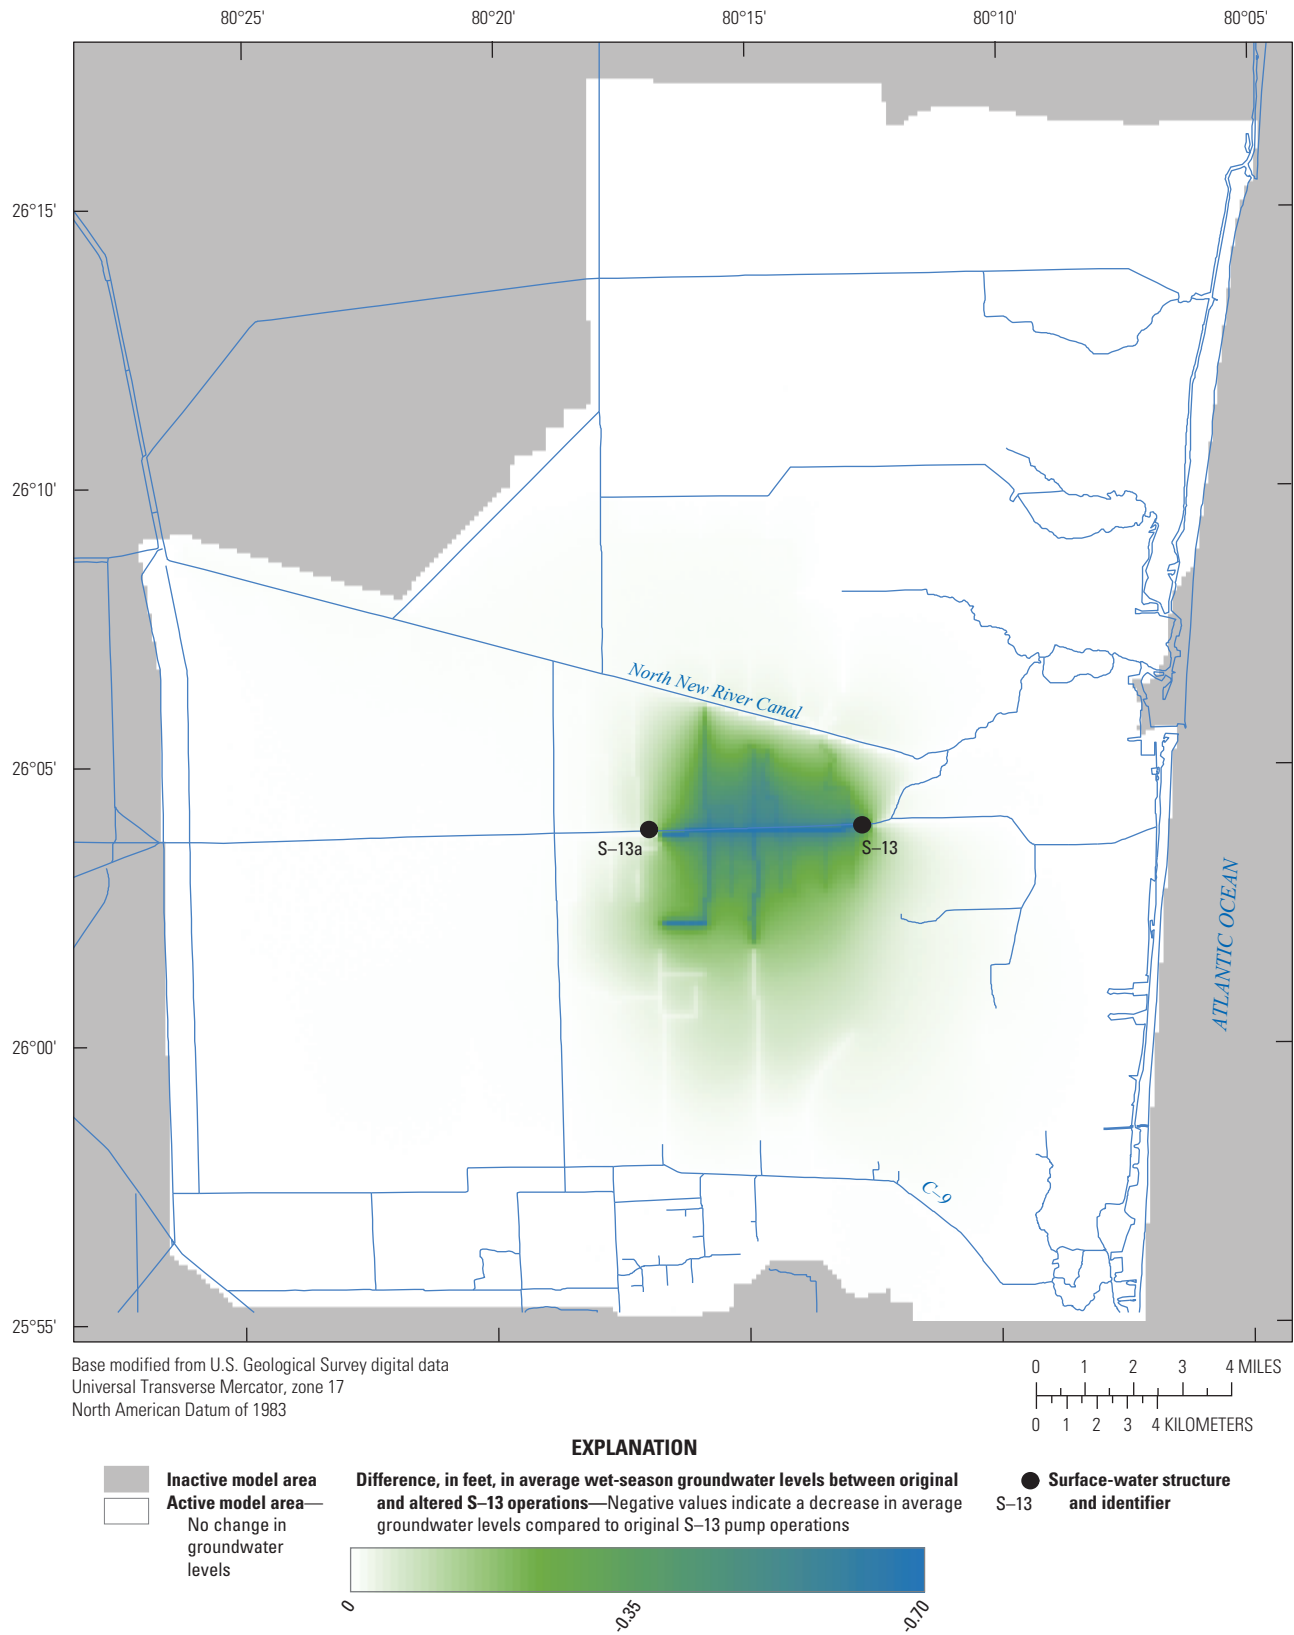 80°25'
80°20'
80°15'
80°10'
80°05'
26°15'
26°10'
North New River Canal
26°05'
S–13a
S–13
ATLANTIC OCEAN
26°00'
C–9
25°55'
Base modified from U.S. Geological Survey digital data
Universal Transverse Mercator, zone 17
North American Datum of 1983
0 1 2 3 4 MILES
0 1 2 3 4 KILOMETERS
EXPLANATION
Inactive model area
Active model area—
No change in
groundwater
levels
Difference, in feet, in average wet-season groundwater levels between original
and altered S–13 operations—Negative values indicate a decrease in average
groundwater levels compared to original S–13 pump operations
0
-0.35
-0.70
S–13
Surface-water structure
and identifier